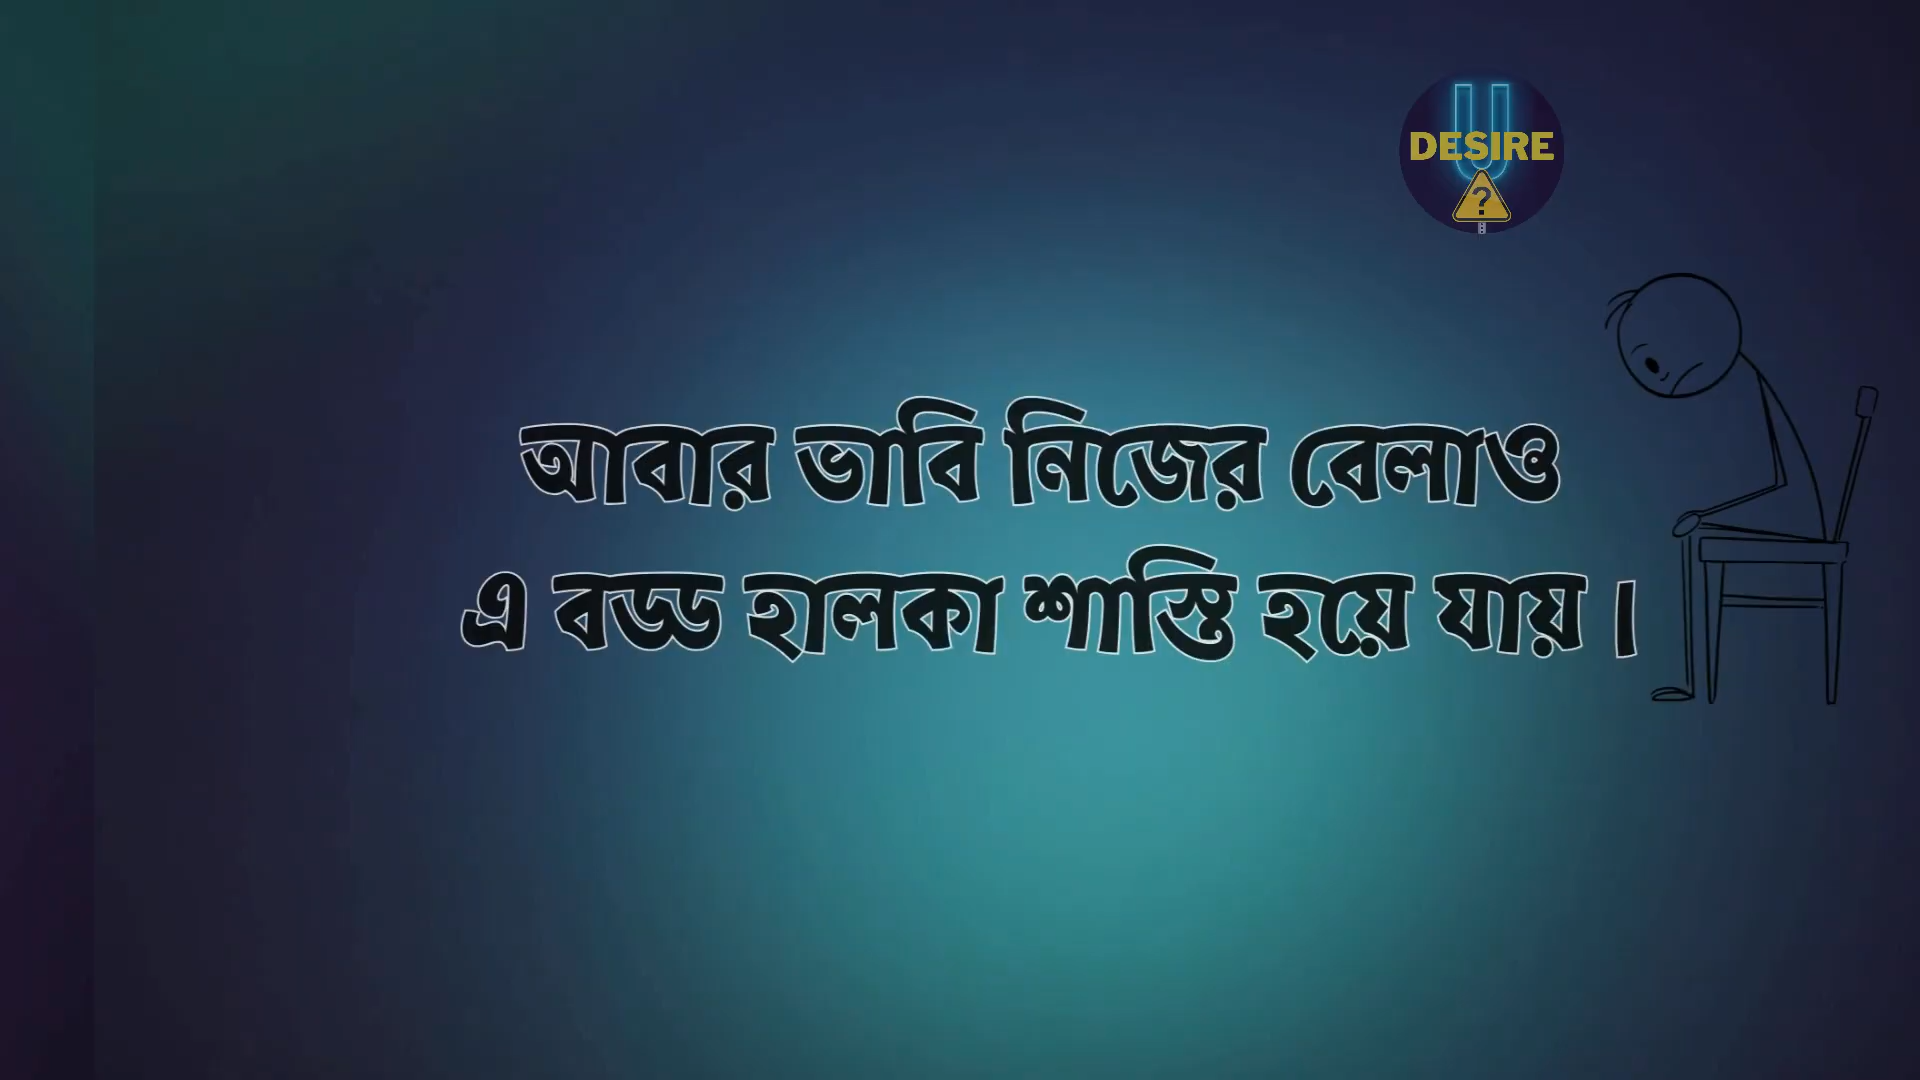 U
DESIRE
?
আবার ভাবি নিজের বেলাও
এ বড্ড হালকা শাস্তি হয়ে যায়।